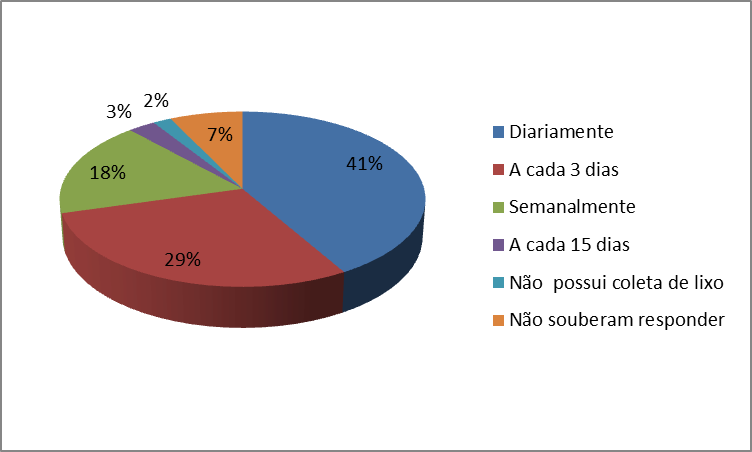 2%
3%
7%
41%
18%
29%
Diariamente
A cada 3 dias
Semanalmente
A cada 15 dias
Não  possui coleta de lixo
Não souberam responder